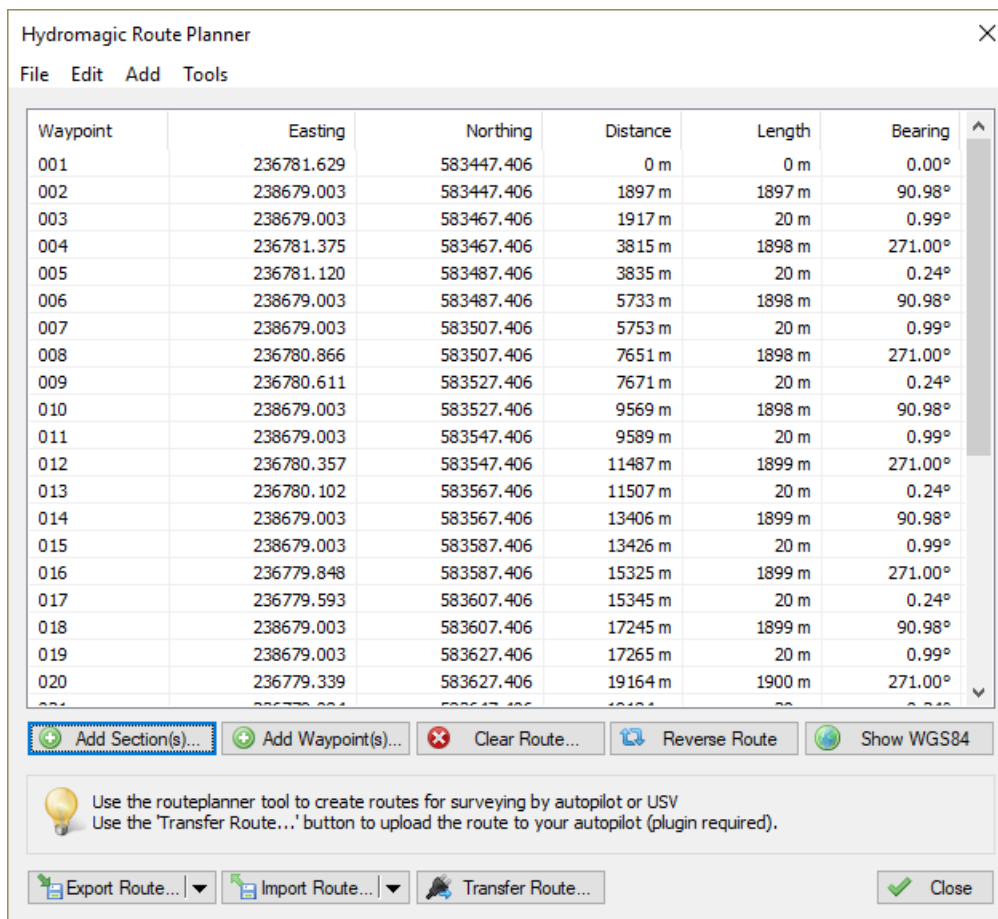 Hydromagic Route Planner
File Edit Add Tools
Waypoint Easting Northing Distance Length Bearing
001 236781.629 583447.406 0 m 0 m 0.00°
002 238679.003 583447.406 1897 m 1897 m 90.98°
003 238679.003 583467.406 1917 m 20 m 0.99°
004 236781.375 583467.406 3815 m 1898 m 271.00°
005 236781.120 583487.406 3835 m 20 m 0.24°
006 238679.003 583487.406 5733 m 1898 m 90.98°
007 238679.003 583507.406 5753 m 20 m 0.99°
008 236780.866 583507.406 7651 m 1898 m 271.00°
009 236780.611 583527.406 7671 m 20 m 0.24°
010 238679.003 583527.406 9569 m 1898 m 90.98°
011 238679.003 583547.406 9589 m 20 m 0.99°
012 236780.357 583547.406 11487 m 1899 m 271.00°
013 236780.102 583567.406 11507 m 20 m 0.24°
014 238679.003 583567.406 13406 m 1899 m 90.98°
015 238679.003 583587.406 13426 m 20 m 0.99°
016 236779.848 583587.406 15325 m 1899 m 271.00°
017 236779.593 583607.406 15345 m 20 m 0.24°
018 238679.003 583607.406 17245 m 1899 m 90.98°
019 238679.003 583627.406 17265 m 20 m 0.99°
020 236779.339 583627.406 19164 m 1900 m 271.00°
Add Section(s)... Add Waypoint(s)... Clear Route... Reverse Route Show WGS84
Use the routeplanner tool to create routes for surveying by autopilot or USV
Use the 'Transfer Route...' button to upload the route to your autopilot (plugin required).
Export Route... Import Route... Transfer Route... Close